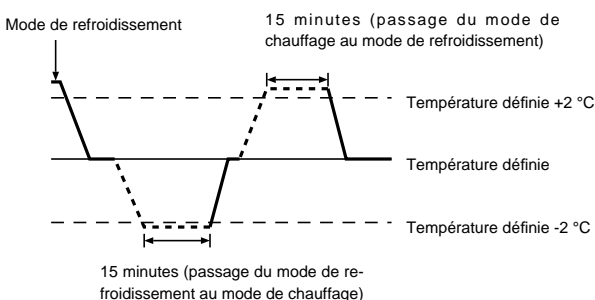 Mode de refroidissement
15 minutes (passage du mode de
chauffage au mode de refroidissement)
Température définie +2 °C
Température définie
Température définie -2 °C
15 minutes (passage du mode de re-
froidissement au mode de chauffage)